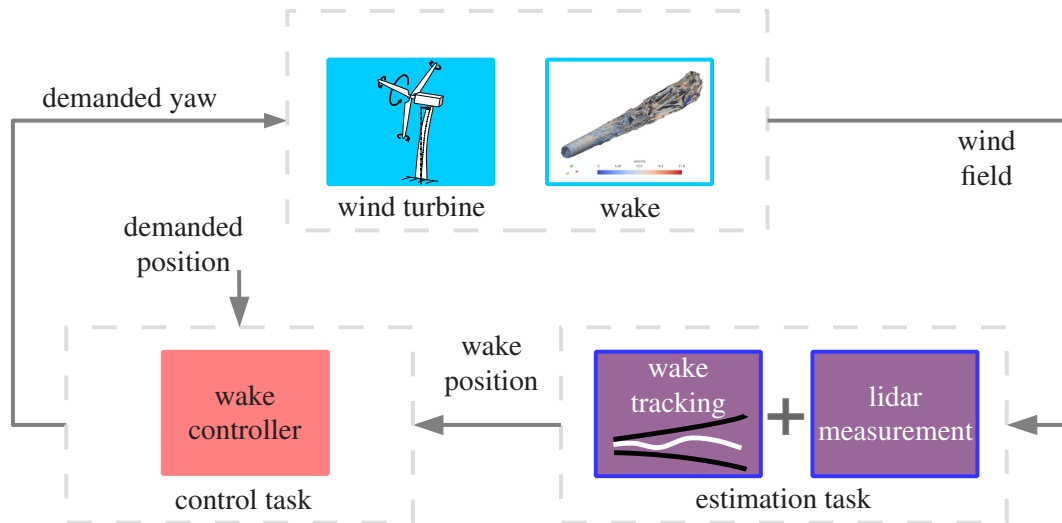 demanded yaw
wind turbine
wake
wind
field
demanded
position
wake
controller
control task
wake
position
wake
tracking
lidar
measurement
estimation task